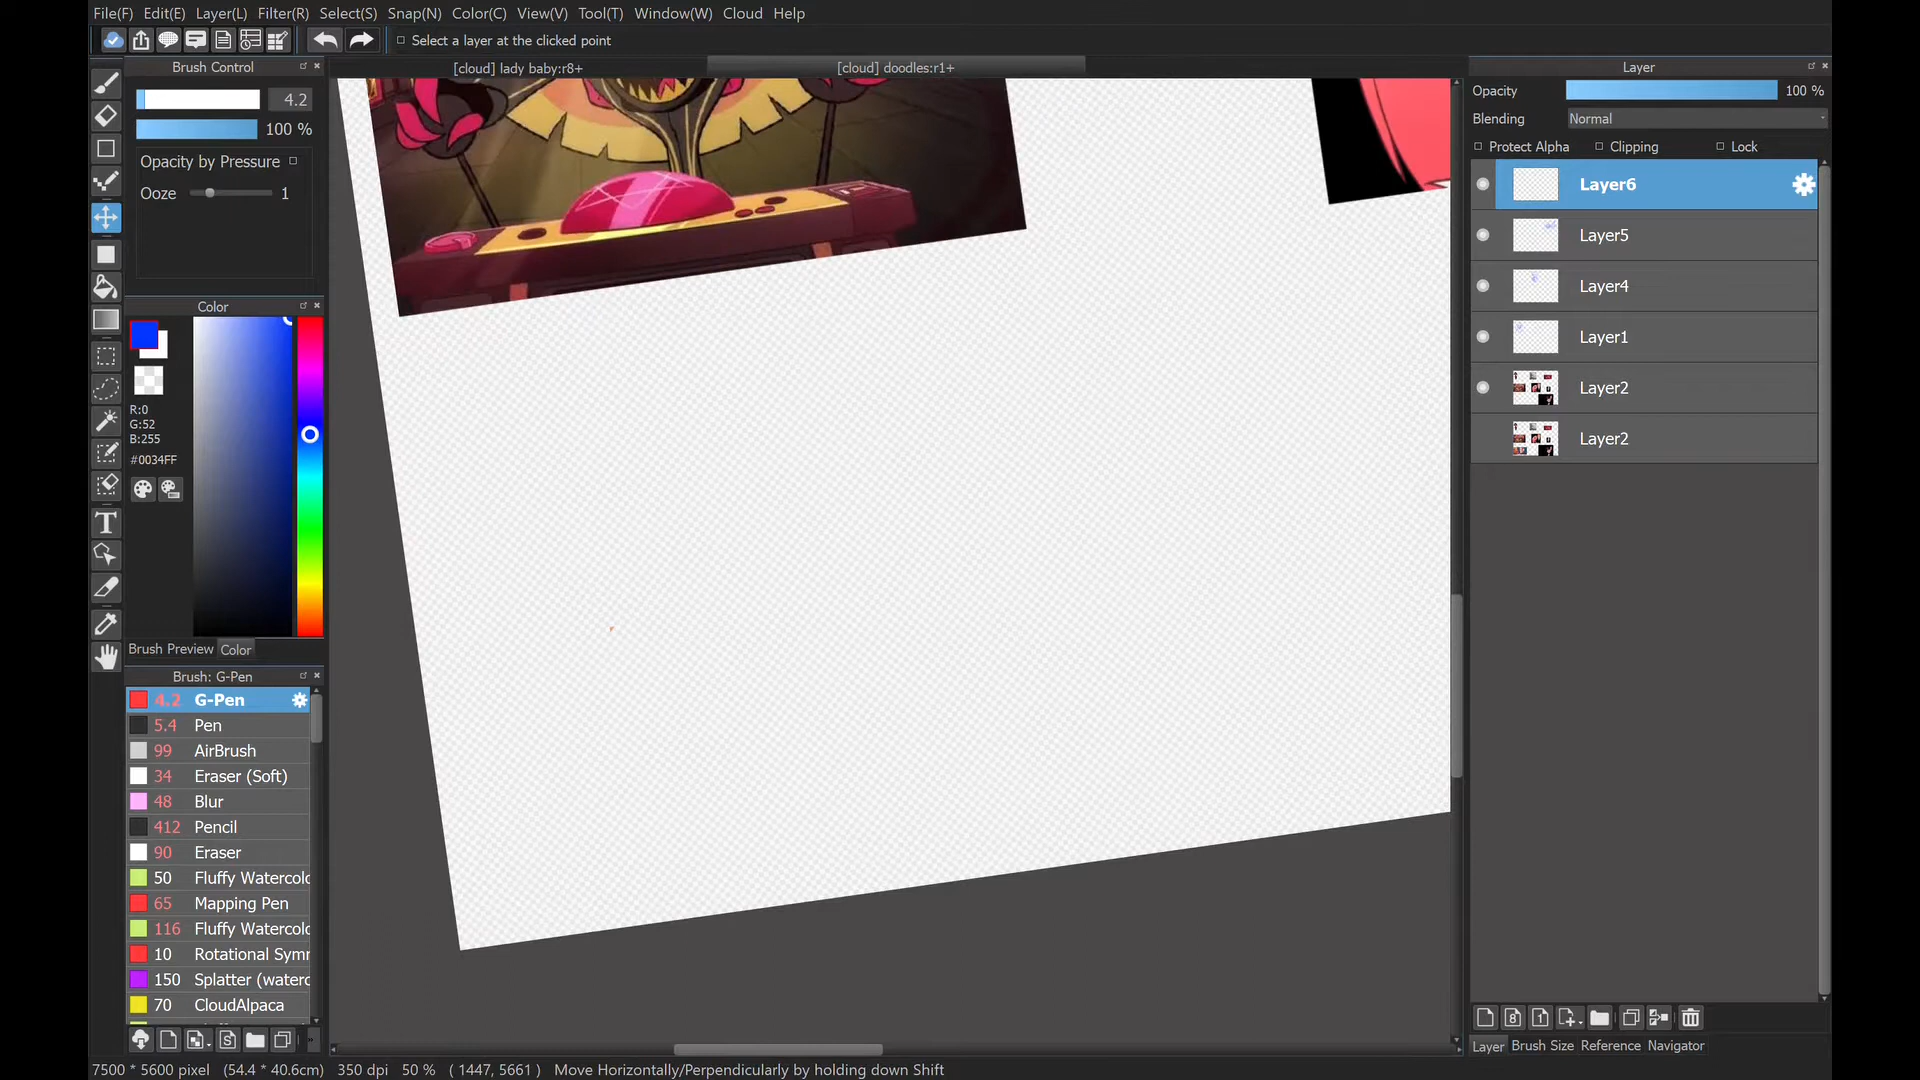 File(F) Edit(E) Layer(L) Filter(R) Select(S) Snap(N) Color(C) View(V) Tool(T) Window(W) Cloud Help
Select a layer at the clicked point
Brush Control
[cloud] lady baby:r8+
[cloud] doodles:r1+
Layer
4.2
100 %
Opacity by Pressure
Ooze 1
Opacity 100 %
Blending Normal
Protect Alpha Clipping Lock
Layer6
Layer5
Layer4
Layer1
Layer2
Layer2
Color
R:0
G:52
B:255
#0034FF
T
Brush Preview Color
Brush: G-Pen
4.2 G-Pen
5.4 Pen
99 AirBrush
34 Eraser (Soft)
48 Blur
412 Pencil
90 Eraser
50 Fluffy Watercolo
65 Mapping Pen
116 Fluffy Watercolo
10 Rotational Symr
150 Splatter (waterc
70 CloudAlpaca
S
8 1
Layer Brush Size Reference Navigator
7500 * 5600 pixel (54.4 * 40.6cm) 350 dpi 50 % ( 1447, 5661 ) Move Horizontally/Perpendicularly by holding down Shift